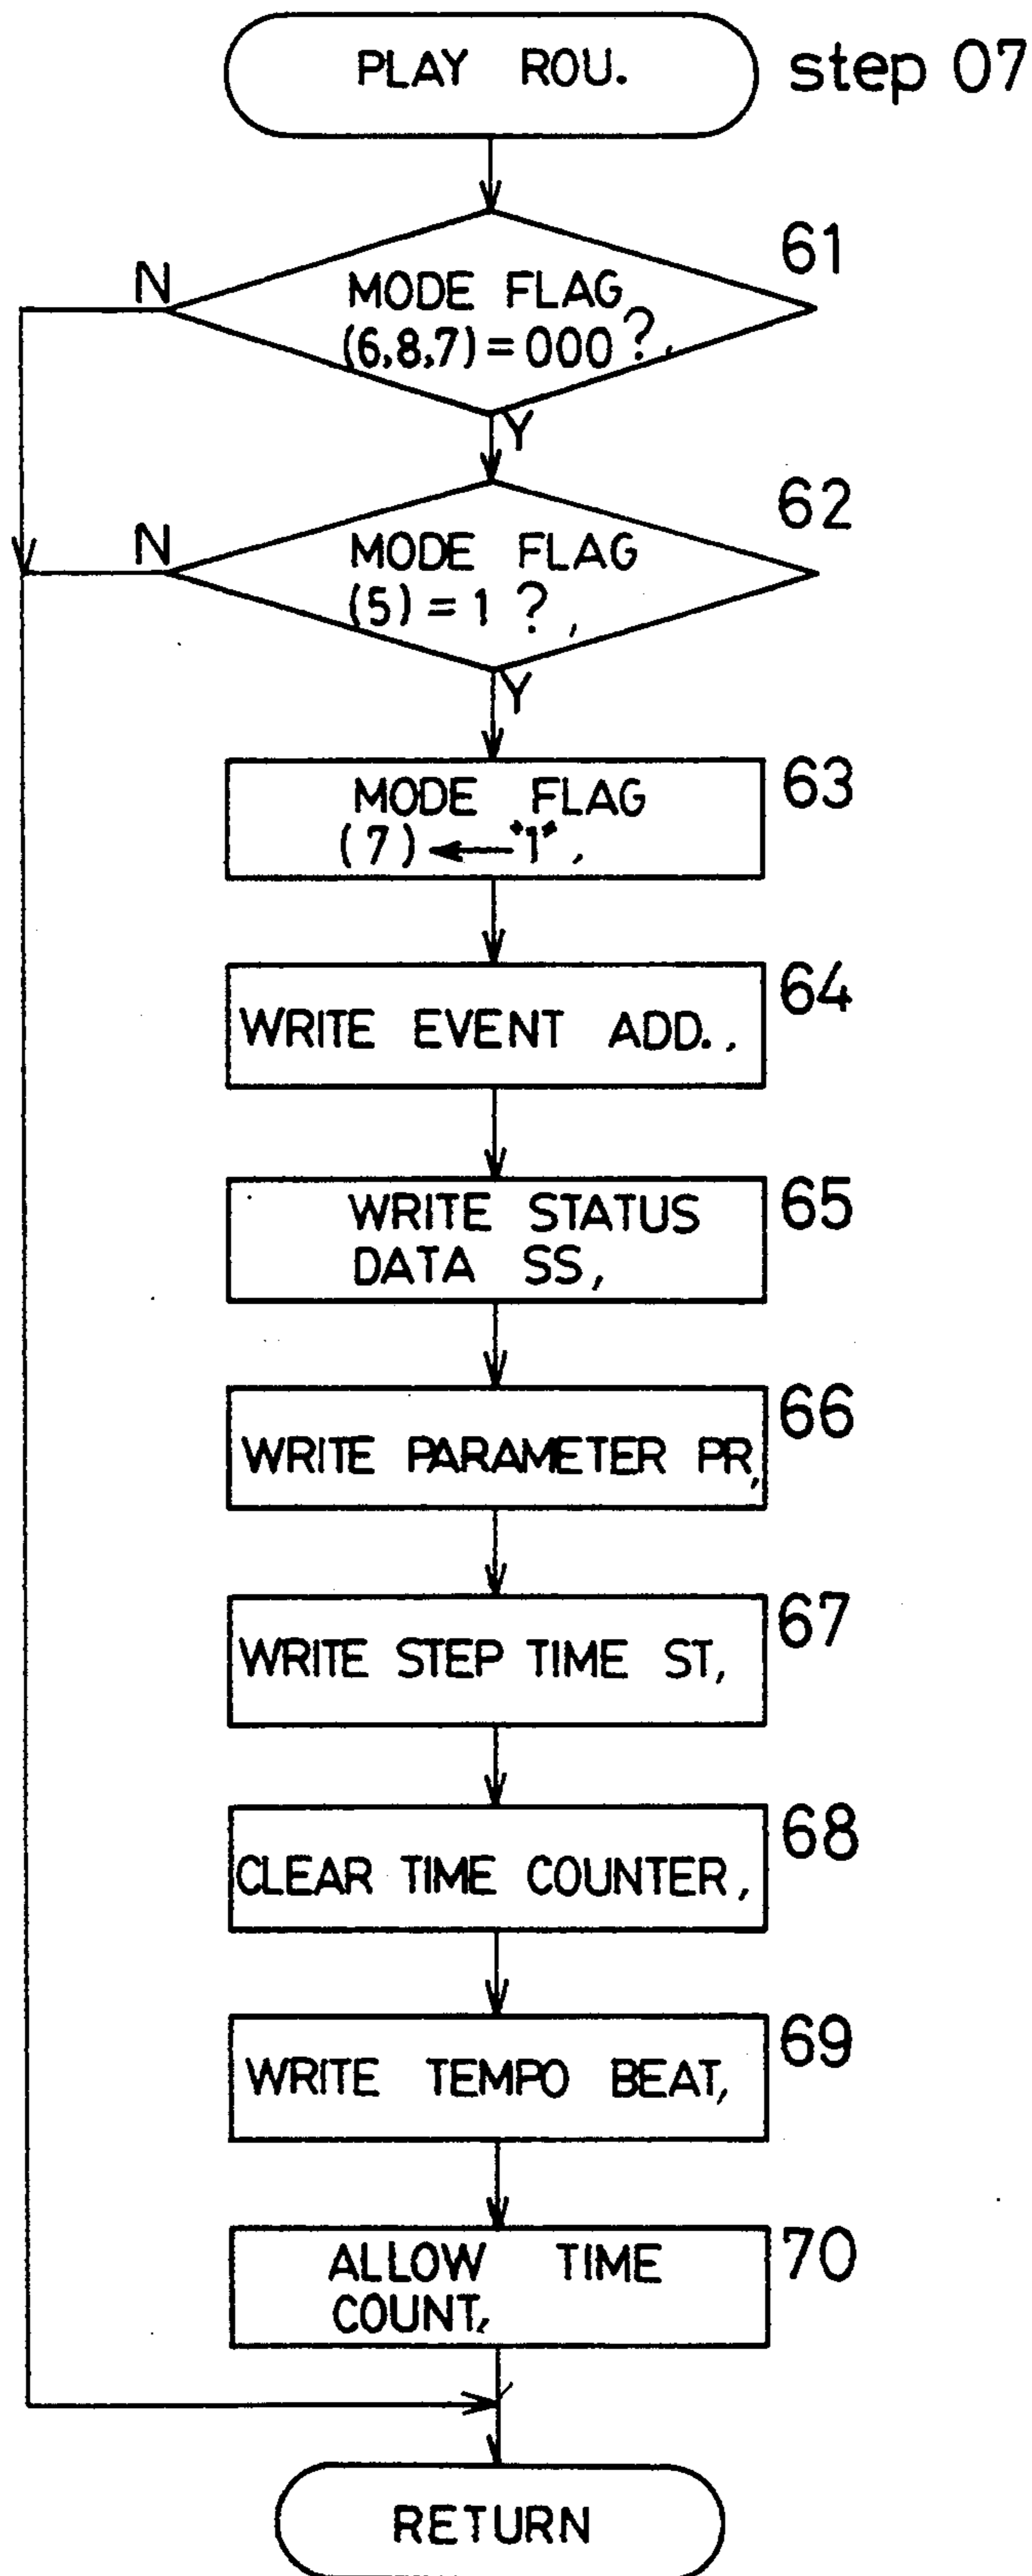 PLAY ROU.
step 07
61
N
MODE FLAG
(6,8,7)=000?,
Y
62
N
MODE FLAG
(5)=1 ?,
Y
63
MODE FLAG
(7) ← "1",
64
WRITE EVENT ADD.,
65
WRITE STATUS
DATA SS,
66
WRITE PARAMETER PR,
67
WRITE STEP TIME ST,
68
CLEAR TIME COUNTER,
69
WRITE TEMPO BEAT,
70
ALLOW TIME
COUNT,
RETURN